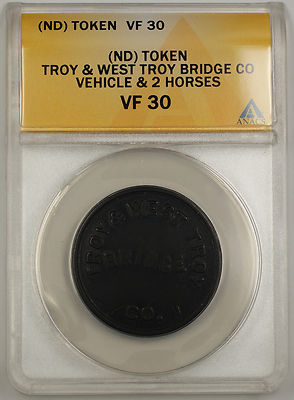 (ND) TOKEN VF 30
(ND) TOKEN
TROY & WEST TROY BRIDGE CO
VEHICLE & 2 HORSES
VF 30
ANACS
TROY & WEST TROY
BRIDGE
CO.